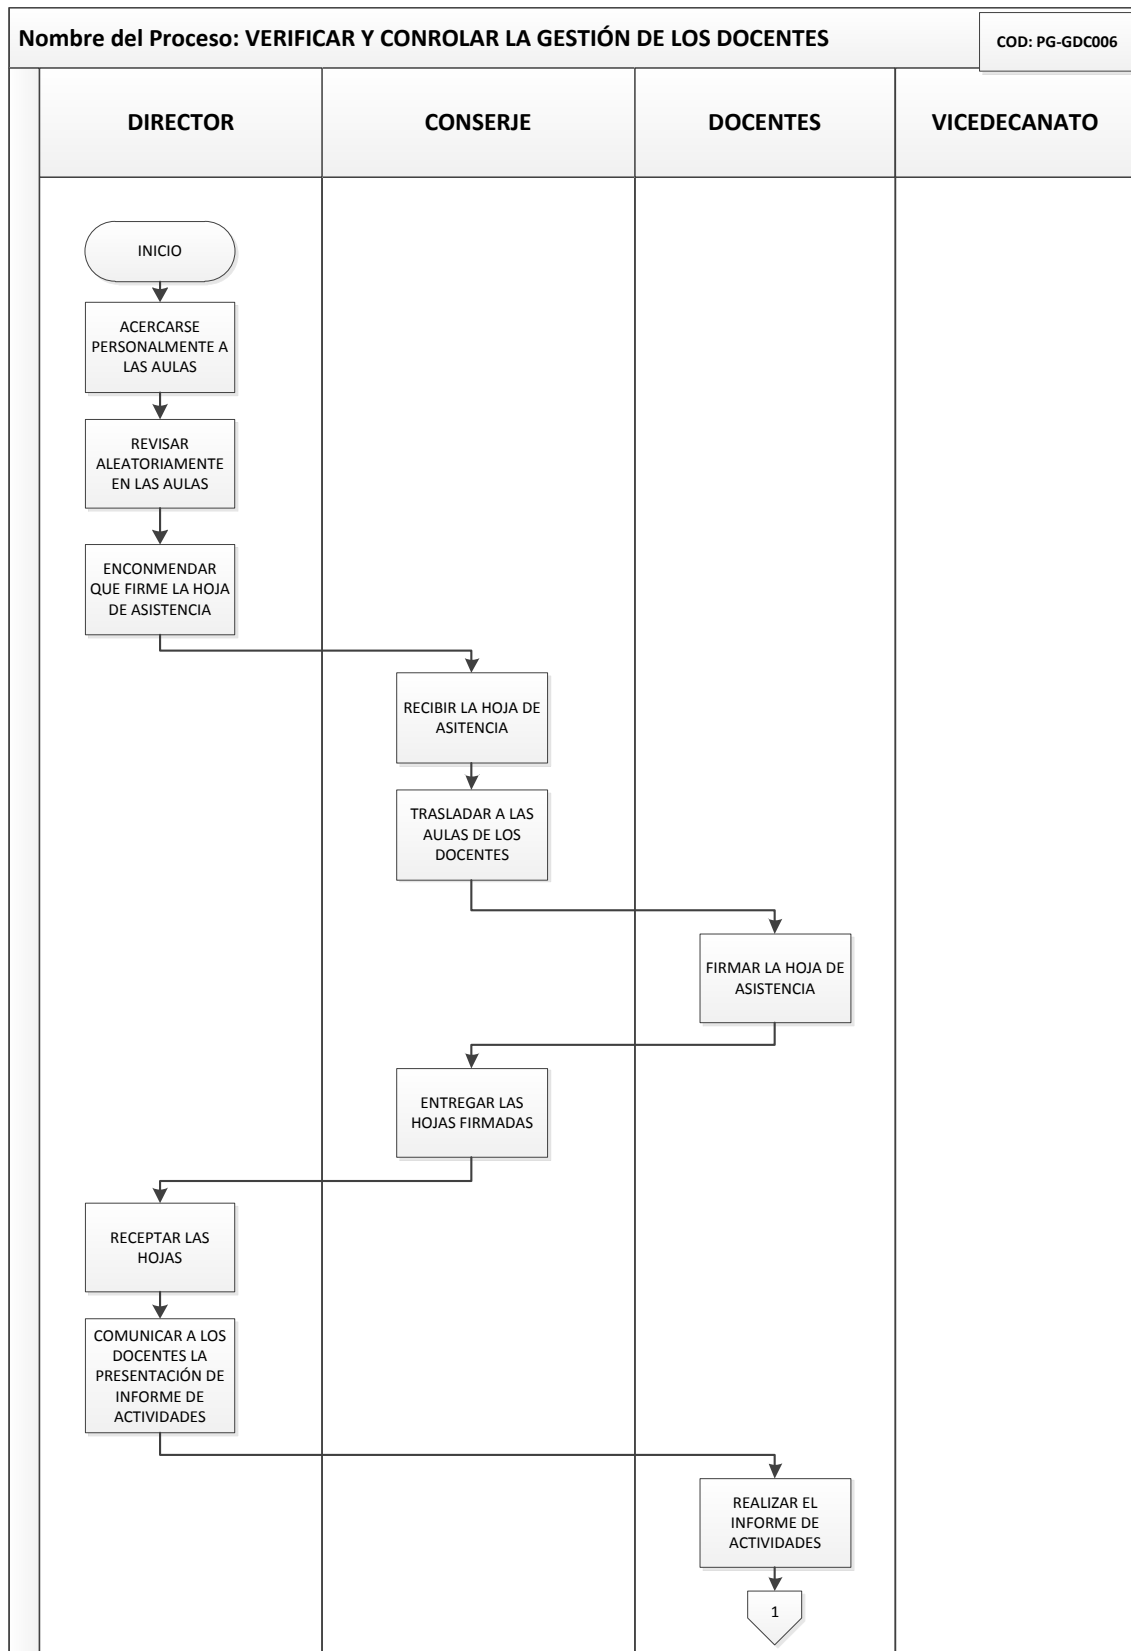 Nombre del Proceso: VERIFICAR Y CONROLAR LA GESTIÓN DE LOS DOCENTES
COD: PG-GDC006
DIRECTOR
CONSERJE
DOCENTES
VICEDECANATO
INICIO
ACERCARSE
PERSONALMENTE A
LAS AULAS
REVISAR
ALEATORIAMENTE
EN LAS AULAS
ENCONMENDAR
QUE FIRME LA HOJA
DE ASISTENCIA
RECIBIR LA HOJA DE
ASITENCIA
TRASLADAR A LAS
AULAS DE LOS
DOCENTES
FIRMAR LA HOJA DE
ASISTENCIA
ENTREGAR LAS
HOJAS FIRMADAS
RECEPTAR LAS
HOJAS
COMUNICAR A LOS
DOCENTES LA
PRESENTACIÓN DE
INFORME DE
ACTIVIDADES
REALIZAR EL
INFORME DE
ACTIVIDADES
1